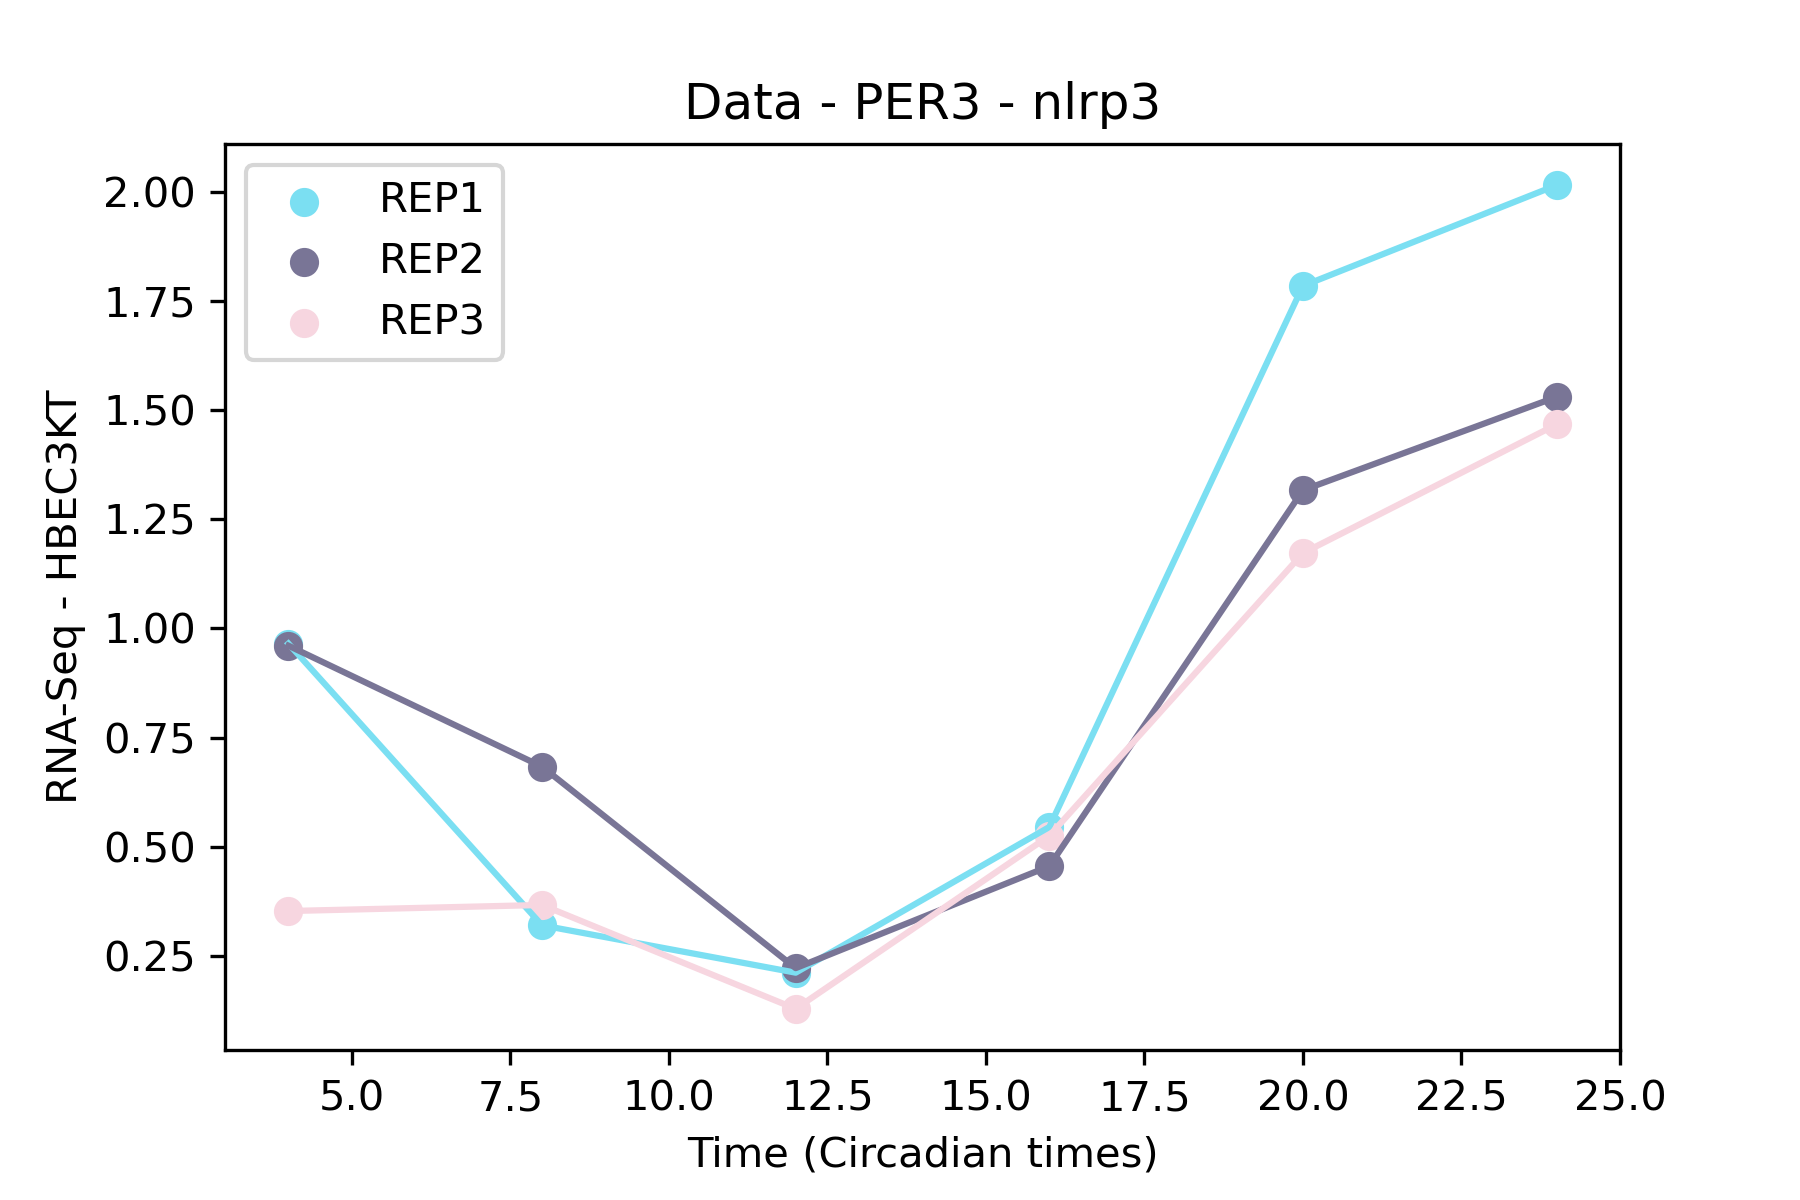 Data - PER3 - nlrp3
REP1
REP2
REP3
RNA-Seq - HBEC3KT
2.00
1.75
1.50
1.25
1.00
0.75
0.50
0.25
5.0 7.5 10.0 12.5 15.0 17.5 20.0 22.5 25.0
Time (Circadian times)